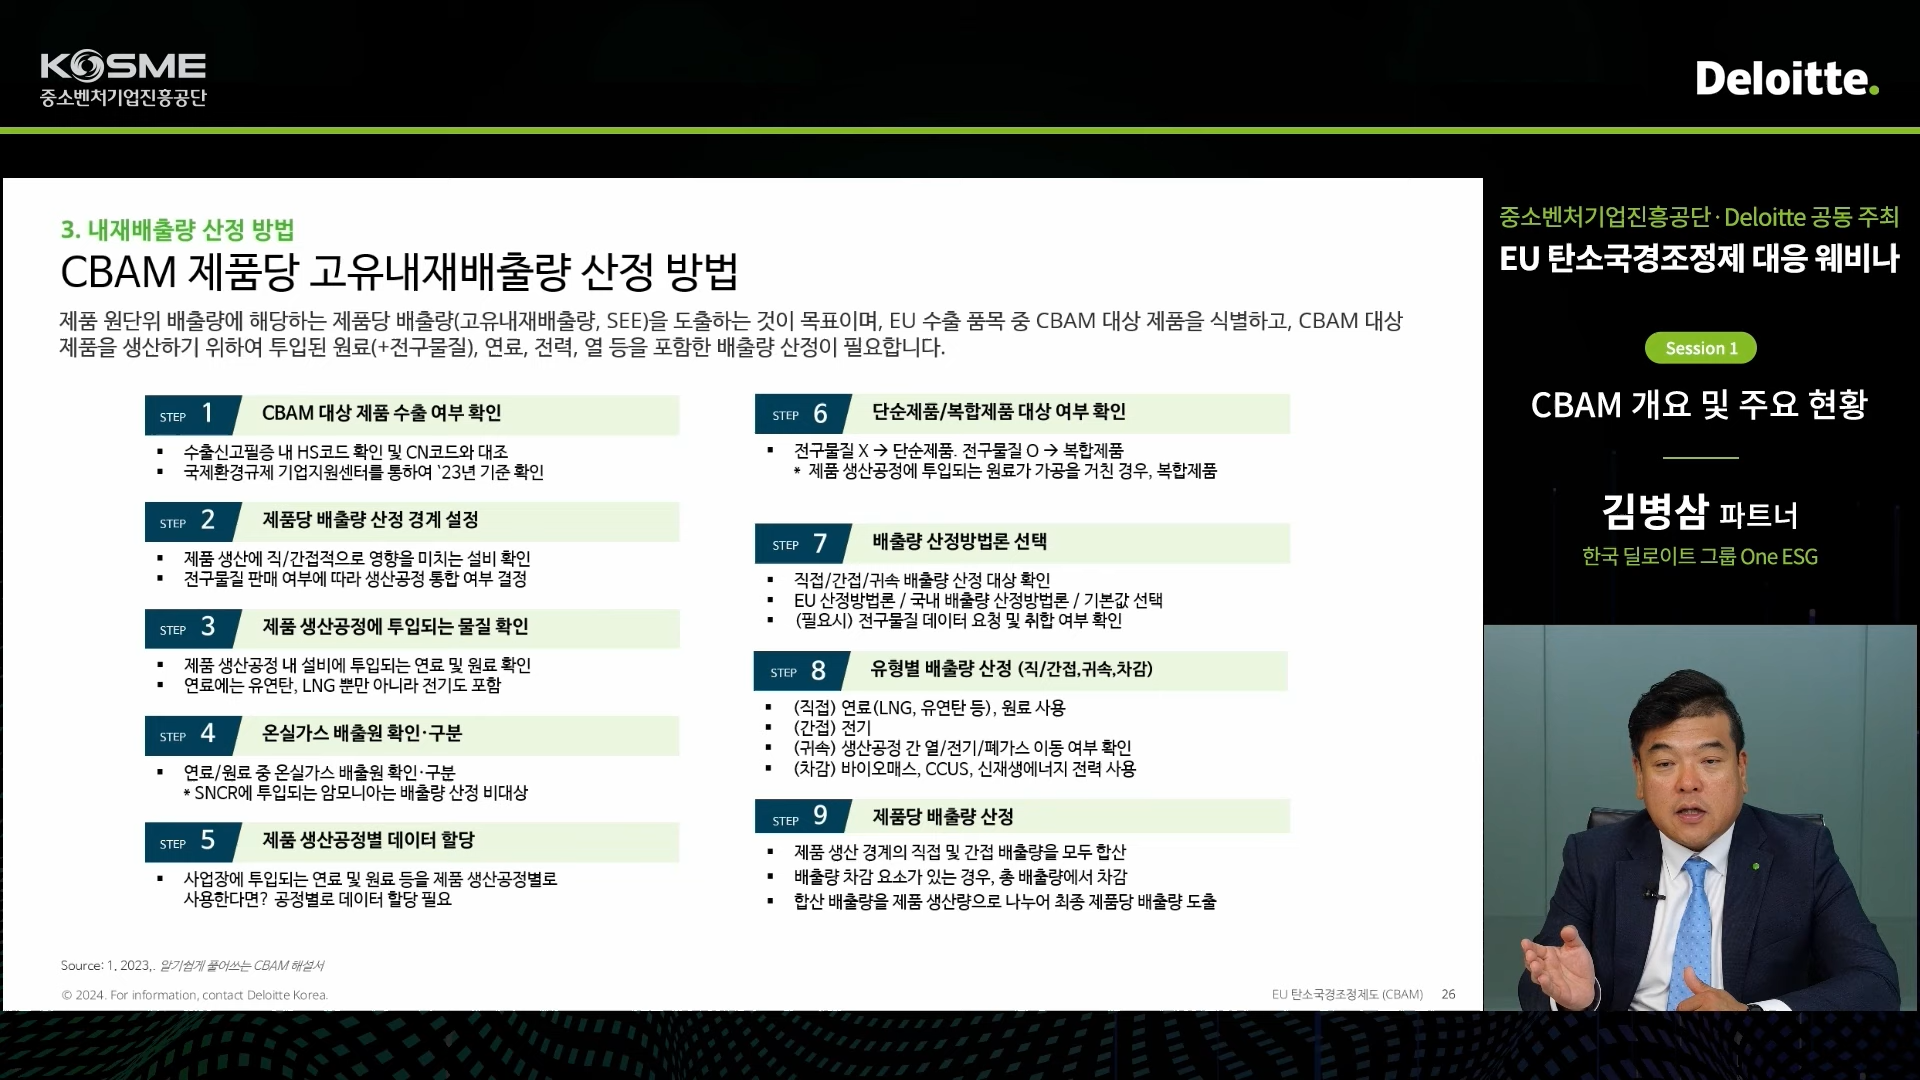 KOSME
중소벤처기업진흥공단
Deloitte.
3. 내재배출량 산정 방법
CBAM 제품당 고유내재배출량 산정 방법
제품 원단위 배출량에 해당하는 제품당 배출량(고유내재배출량, SEE)을 도출하는 것이 목표이며, EU 수출 품목 중 CBAM 대상 제품을 식별하고, CBAM 대상
제품을 생산하기 위하여 투입된 원료(+전구물질), 연료, 전력, 열 등을 포함한 배출량 산정이 필요합니다.
STEP 1 CBAM 대상 제품 수출 여부 확인
▪ 수출신고필증 내 HS코드 확인 및 CN코드와 대조
▪ 국제환경규제 기업지원센터를 통하여 `23년 기준 확인
STEP 2 제품당 배출량 산정 경계 설정
▪ 제품 생산에 직/간접적으로 영향을 미치는 설비 확인
▪ 전구물질 판매 여부에 따라 생산공정 통합 여부 결정
STEP 3 제품 생산공정에 투입되는 물질 확인
▪ 제품 생산공정 내 설비에 투입되는 연료 및 원료 확인
▪ 연료에는 유연탄, LNG 뿐만 아니라 전기도 포함
STEP 4 온실가스 배출원 확인·구분
▪ 연료/원료 중 온실가스 배출원 확인·구분
* SNCR에 투입되는 암모니아는 배출량 산정 비대상
STEP 5 제품 생산공정별 데이터 할당
▪ 사업장에 투입되는 연료 및 원료 등을 제품 생산공정별로
사용한다면? 공정별로 데이터 할당 필요
STEP 6 단순제품/복합제품 대상 여부 확인
▪ 전구물질 X → 단순제품. 전구물질 O → 복합제품
* 제품 생산공정에 투입되는 원료가 가공을 거친 경우, 복합제품
STEP 7 배출량 산정방법론 선택
▪ 직접/간접/귀속 배출량 산정 대상 확인
▪ EU 산정방법론 / 국내 배출량 산정방법론 / 기본값 선택
▪ (필요시) 전구물질 데이터 요청 및 취합 여부 확인
STEP 8 유형별 배출량 산정 (직/간접,귀속,차감)
▪ (직접) 연료(LNG, 유연탄 등), 원료 사용
▪ (간접) 전기
▪ (귀속) 생산공정 간 열/전기/폐가스 이동 여부 확인
▪ (차감) 바이오매스, CCUS, 신재생에너지 전력 사용
STEP 9 제품당 배출량 산정
▪ 제품 생산 경계의 직접 및 간접 배출량을 모두 합산
▪ 배출량 차감 요소가 있는 경우, 총 배출량에서 차감
▪ 합산 배출량을 제품 생산량으로 나누어 최종 제품당 배출량 도출
Source: 1, 2023,. 알기쉽게 풀어쓰는 CBAM 해설서
© 2024. For information, contact Deloitte Korea.
EU 탄소국경조정제도 (CBAM) 26
중소벤처기업진흥공단 · Deloitte 공동 주최
EU 탄소국경조정제 대응 웨비나
Session 1
CBAM 개요 및 주요 현황
김병삼 파트너
한국 딜로이트 그룹 One ESG